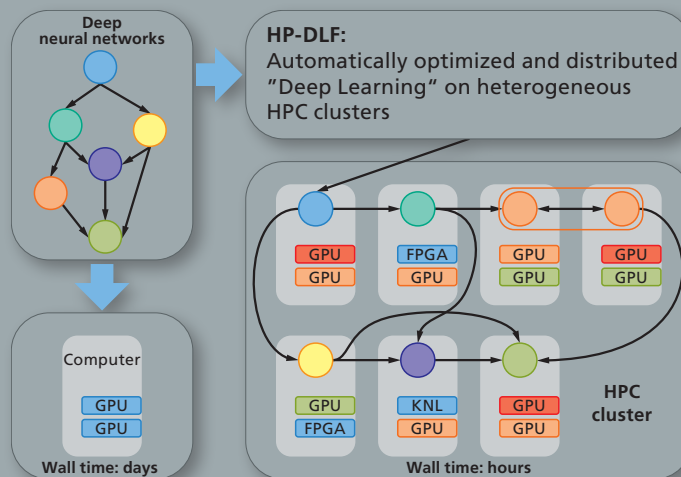 Deep
neural networks
HP-DLF:
Automatically optimized and distributed
"Deep Learning“ on heterogeneous
HPC clusters
GPU
GPU
FPGA
GPU
GPU
GPU
GPU
GPU
Computer
GPU
GPU
Wall time: days
GPU
FPGA
KNL
GPU
GPU
GPU
HPC
cluster
Wall time: hours